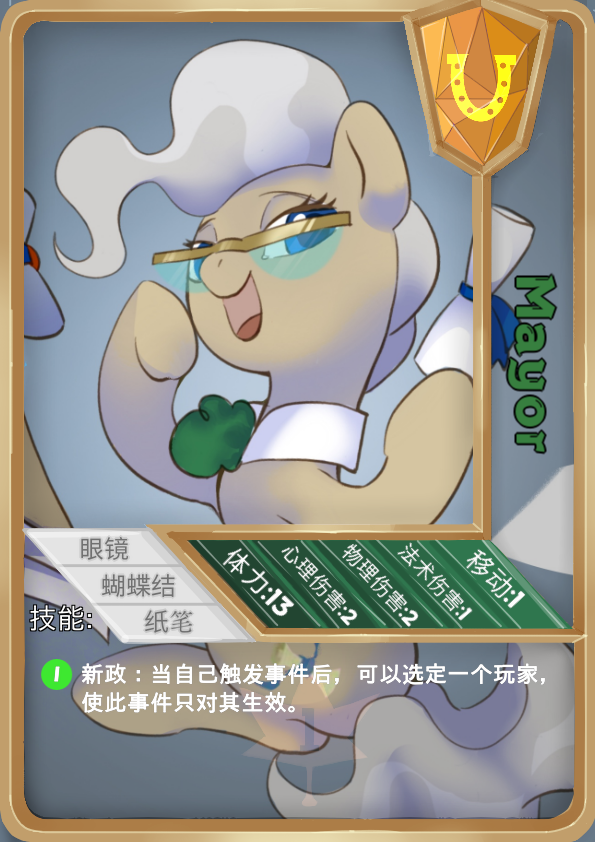 Mayor
眼镜
蝴蝶结
纸笔
体力:13
心理伤害:2
物理伤害:2
法术伤害:1
移动:1
技能:
1 新政：当自己触发事件后，可以选定一个玩家，
使此事件只对其生效。